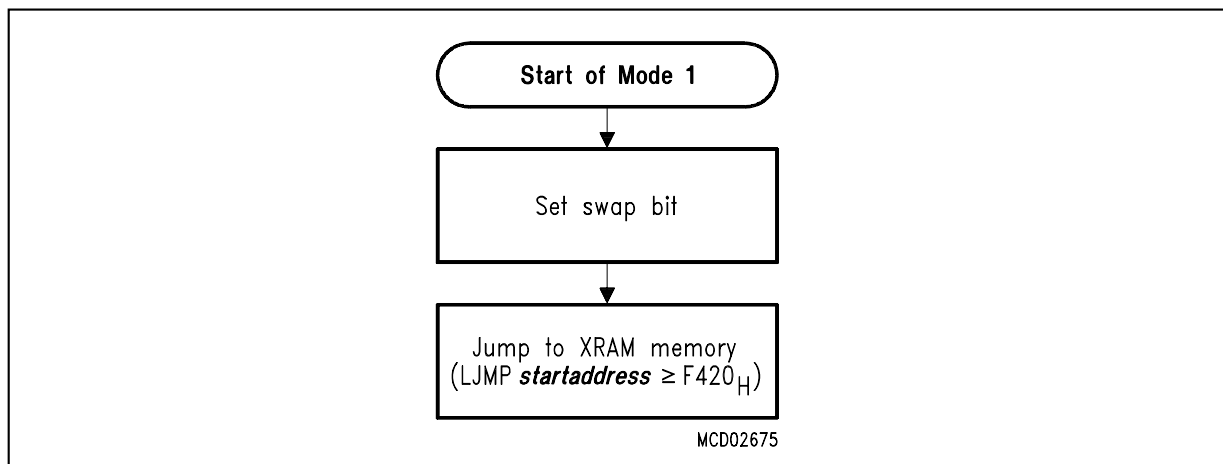 Start of Mode 1
Set swap bit
Jump to XRAM memory
(LJMP startaddress ≥ F420H)
MCD02675